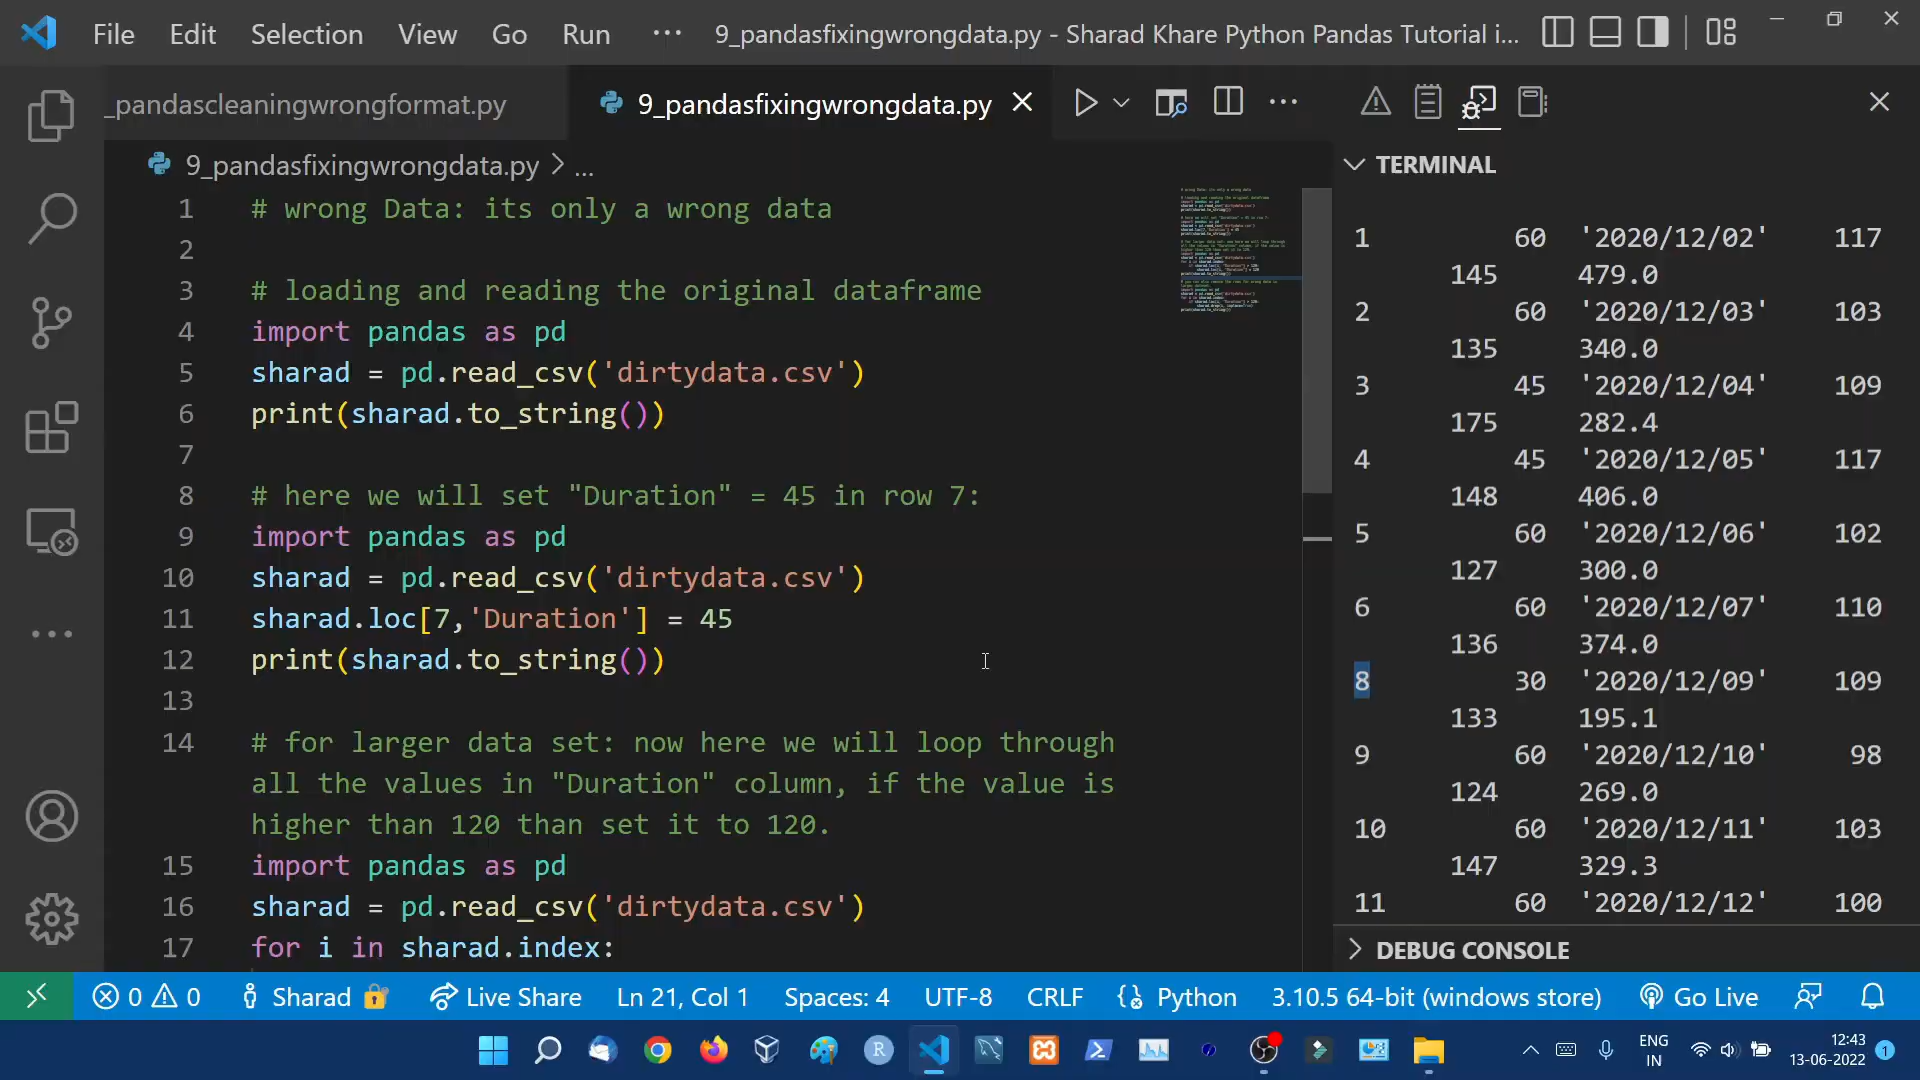 File Edit Selection View Go Run ··· 9_pandasfixingwrongdata.py - Sharad Khare Python Pandas Tutorial i...
_pandascleaningwrongformat.py 9_pandasfixingwrongdata.py
9_pandasfixingwrongdata.py > ...
1 # wrong Data: its only a wrong data
2
3 # loading and reading the original dataframe
4 import pandas as pd
5 sharad = pd.read_csv('dirtydata.csv')
6 print(sharad.to_string())
7
8 # here we will set "Duration" = 45 in row 7:
9 import pandas as pd
10 sharad = pd.read_csv('dirtydata.csv')
11 sharad.loc[7,'Duration'] = 45
12 print(sharad.to_string())
13
14 # for larger data set: now here we will loop through
all the values in "Duration" column, if the value is
higher than 120 than set it to 120.
15 import pandas as pd
16 sharad = pd.read_csv('dirtydata.csv')
17 for i in sharad.index:
TERMINAL
1 60 '2020/12/02' 117
145 479.0
2 60 '2020/12/03' 103
135 340.0
3 45 '2020/12/04' 109
175 282.4
4 45 '2020/12/05' 117
148 406.0
5 60 '2020/12/06' 102
127 300.0
6 60 '2020/12/07' 110
136 374.0
8 30 '2020/12/09' 109
133 195.1
9 60 '2020/12/10' 98
124 269.0
10 60 '2020/12/11' 103
147 329.3
11 60 '2020/12/12' 100
DEBUG CONSOLE
0 0 Sharad Live Share Ln 21, Col 1 Spaces: 4 UTF-8 CRLF Python 3.10.5 64-bit (windows store) Go Live
R ENG IN 12:43 13-06-2022 1